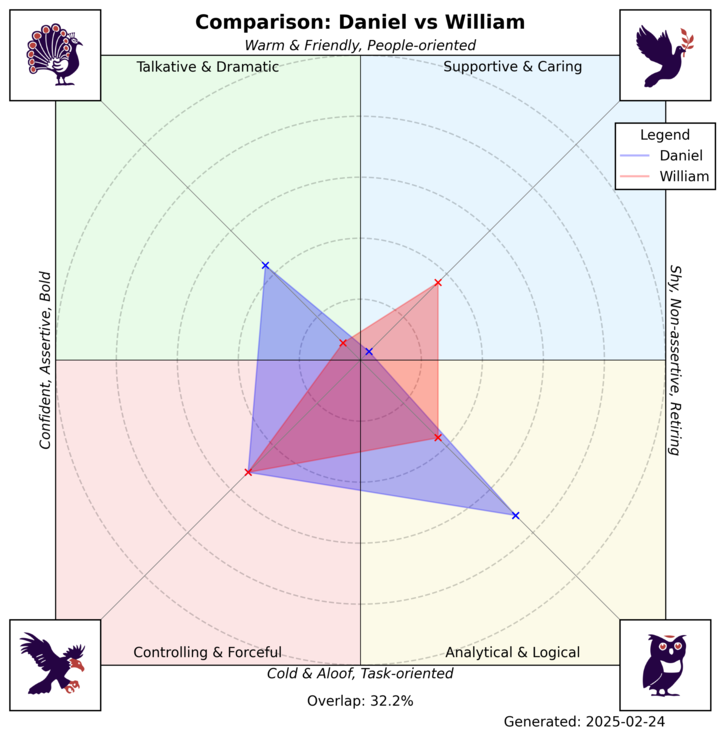 Comparison: Daniel vs William
Warm & Friendly, People-oriented
Talkative & Dramatic
Supportive & Caring
Legend
Daniel
William
Confident, Assertive, Bold
Shy, Non-assertive, Retiring
Controlling & Forceful
Analytical & Logical
Cold & Aloof, Task-oriented
Overlap: 32.2%
Generated: 2025-02-24